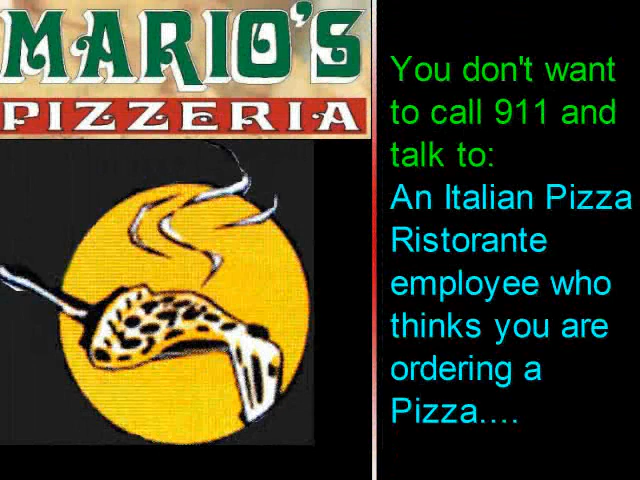 MARIO'S
PIZZERIA
You don't want
to call 911 and
talk to:
An Italian Pizza
Ristorante
employee who
thinks you are
ordering a
Pizza....